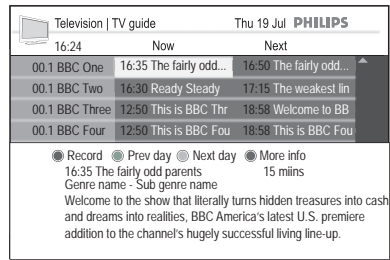 Television | TV guide Thu 19 Jul PHILIPS
16:24 Now Next
00.1 BBC One 16:35 The fairly odd... 16:50 The fairly odd...
00.1 BBC Two 16:30 Ready Steady 17:15 The weakest lin
00.1 BBC Three 12:50 This is BBC Thr 18:58 Welcome to BB
00.1 BBC Four 12:50 This is BBC Fou 18:58 This is BBC Fou
Record Prev day Next day More info
16:35 The fairly odd parents 15 miins
Genre name - Sub genre name
Welcome to the show that literally turns hidden treasures into cash
and dreams into realities, BBC America's latest U.S. premiere
addition to the channel's hugely successful living line-up.